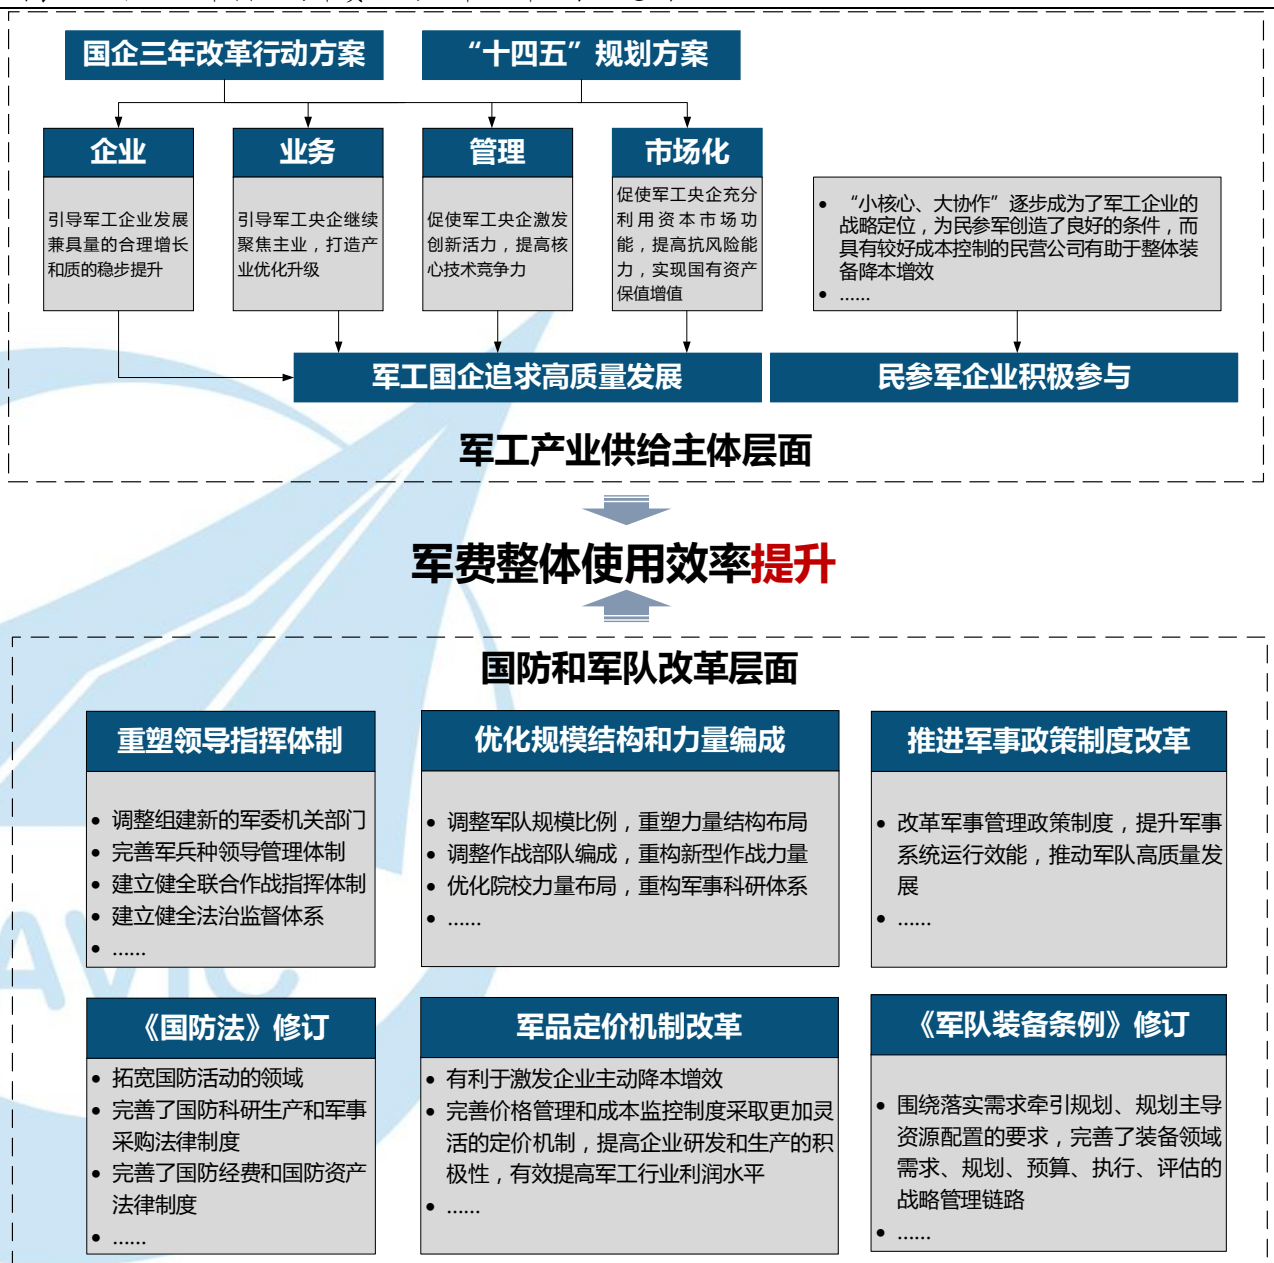 国企三年改革行动方案
“十四五”规划方案
企业
引导军工企业发展
兼具量的合理增长
和质的稳步提升
业务
引导军工央企继续
聚焦主业，打造产
业优化升级
管理
促使军工央企激发
创新活力，提高核
心技术竞争力
市场化
促使军工央企充分
利用资本市场功
能，提高抗风险能
力，实现国有资产
保值增值
• “小核心、大协作”逐步成为了军工企业的
战略定位，为民参军创造了良好的条件，而
具有较好成本控制的民营公司有助于整体装
备降本增效
• ......
军工国企追求高质量发展
民参军企业积极参与
军工产业供给主体层面
军费整体使用效率提升
国防和军队改革层面
重塑领导指挥体制
• 调整组建新的军委机关部门
• 完善军兵种领导管理体制
• 建立健全联合作战指挥体制
• 建立健全法治监督体系
• ......
优化规模结构和力量编成
• 调整军队规模比例，重塑力量结构布局
• 调整作战部队编成，重构新型作战力量
• 优化院校力量布局，重构军事科研体系
• ......
推进军事政策制度改革
• 改革军事管理政策制度，提升军事
系统运行效能，推动军队高质量发
展
• ......
《国防法》修订
• 拓宽国防活动的领域
• 完善了国防科研生产和军事
采购法律制度
• 完善了国防经费和国防资产
法律制度
• ......
军品定价机制改革
• 有利于激发企业主动降本增效
• 完善价格管理和成本监控制度采取更加灵
活的定价机制，提高企业研发和生产的积
极性，有效提高军工行业利润水平
• ......
《军队装备条例》修订
• 围绕落实需求牵引规划、规划主导
资源配置的要求，完善了装备领域
需求、规划、预算、执行、评估的
战略管理链路
• ......
AVIC